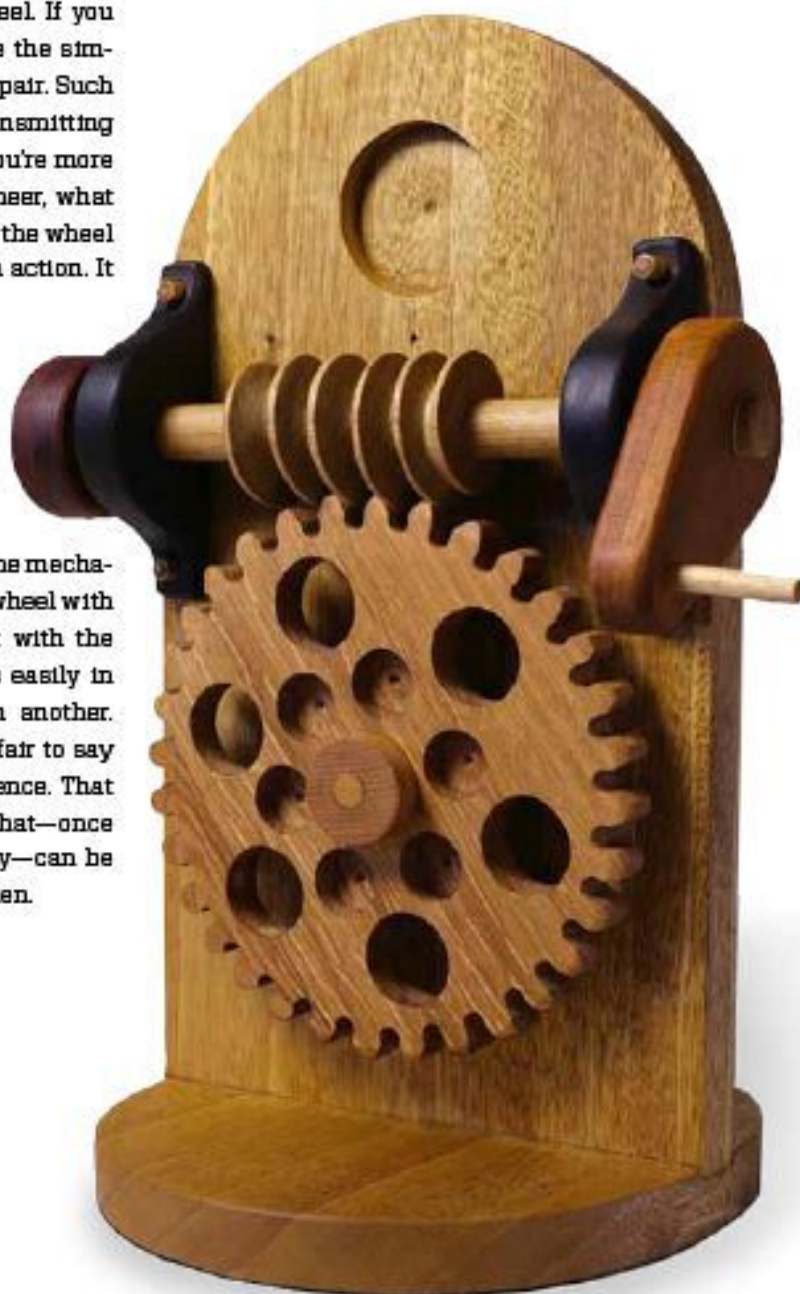 eel. If you
e the sim-
pair. Such
nsmitting
ou're more
neer, what
the wheel
n action. It
he mecha-
wheel with
t with the
s easily in
n another.
fair to say
ence. That
hat—once
y—can be
en.